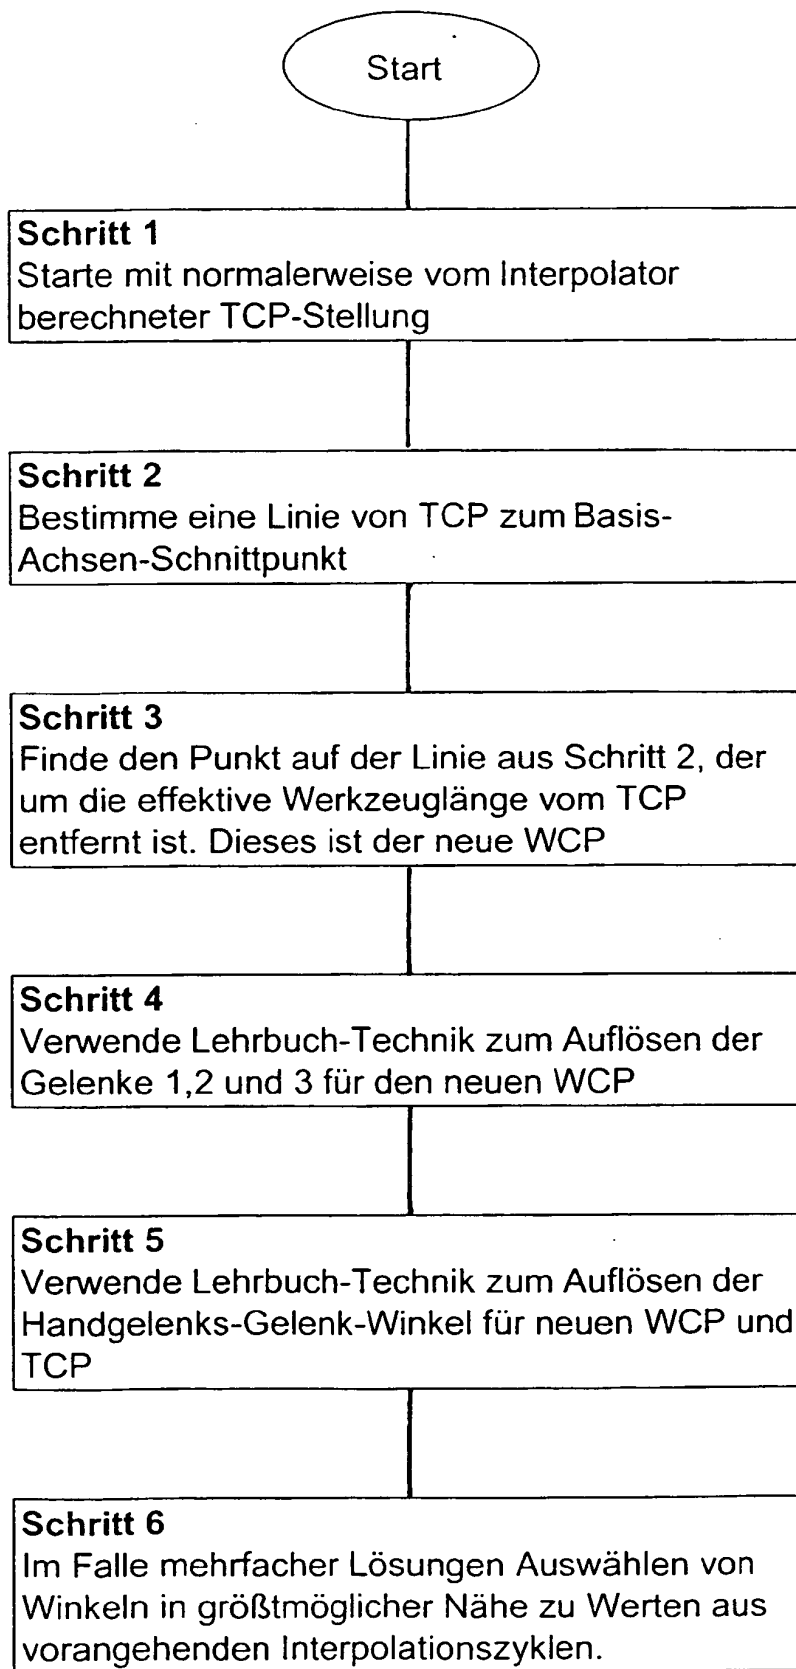 Start
Schritt 1
Starte mit normalerweise vom Interpolator
berechneter TCP-Stellung
Schritt 2
Bestimme eine Linie von TCP zum Basis-
Achsen-Schnittpunkt
Schritt 3
Finde den Punkt auf der Linie aus Schritt 2, der
um die effektive Werkzeuglänge vom TCP
entfernt ist. Dieses ist der neue WCP
Schritt 4
Verwende Lehrbuch-Technik zum Auflösen der
Gelenke 1,2 und 3 für den neuen WCP
Schritt 5
Verwende Lehrbuch-Technik zum Auflösen der
Handgelenks-Gelenk-Winkel für neuen WCP und
TCP
Schritt 6
Im Falle mehrfacher Lösungen Auswählen von
Winkeln in größtmöglicher Nähe zu Werten aus
vorangehenden Interpolationszyklen.